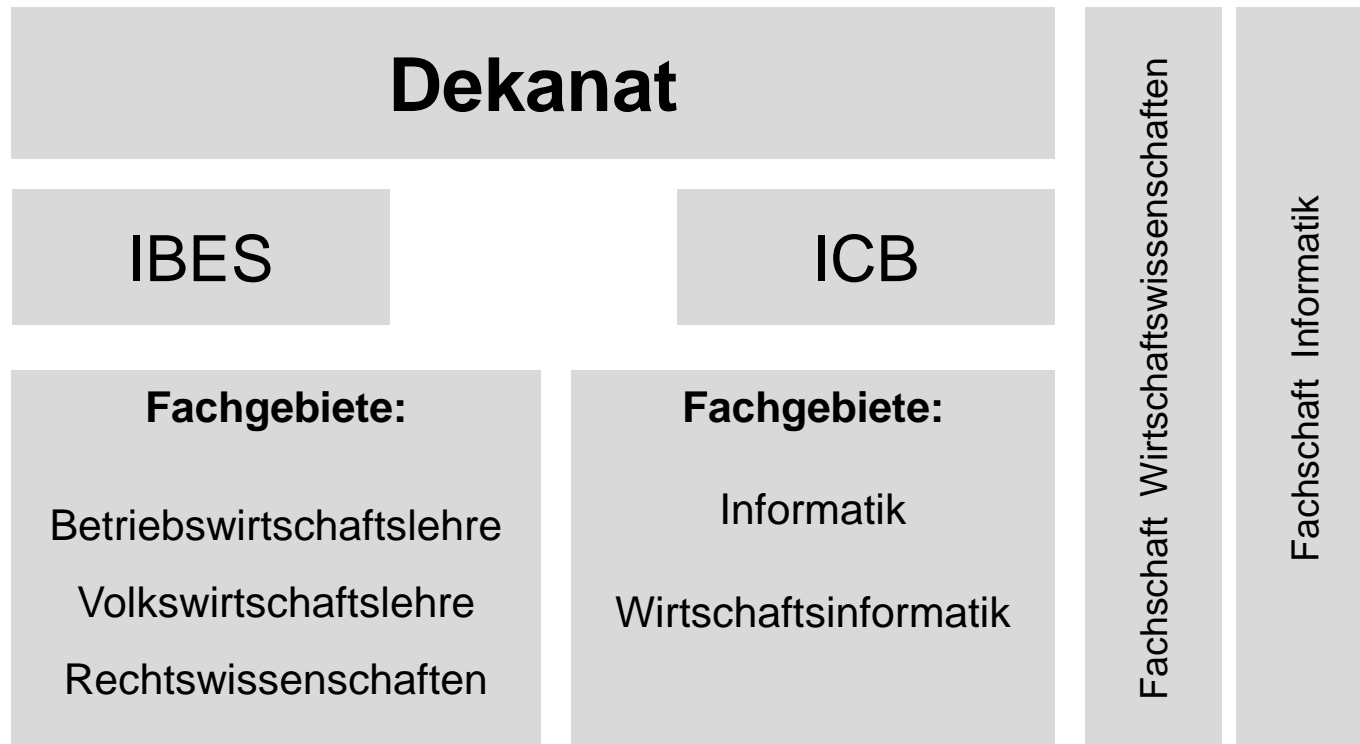 Dekanat
IBES
ICB
Fachgebiete:
Betriebswirtschaftslehre
Volkswirtschaftslehre
Rechtswissenschaften
Fachgebiete:
Informatik
Wirtschaftsinformatik
Fachschaft Wirtschaftswissenschaften
Fachschaft Informatik